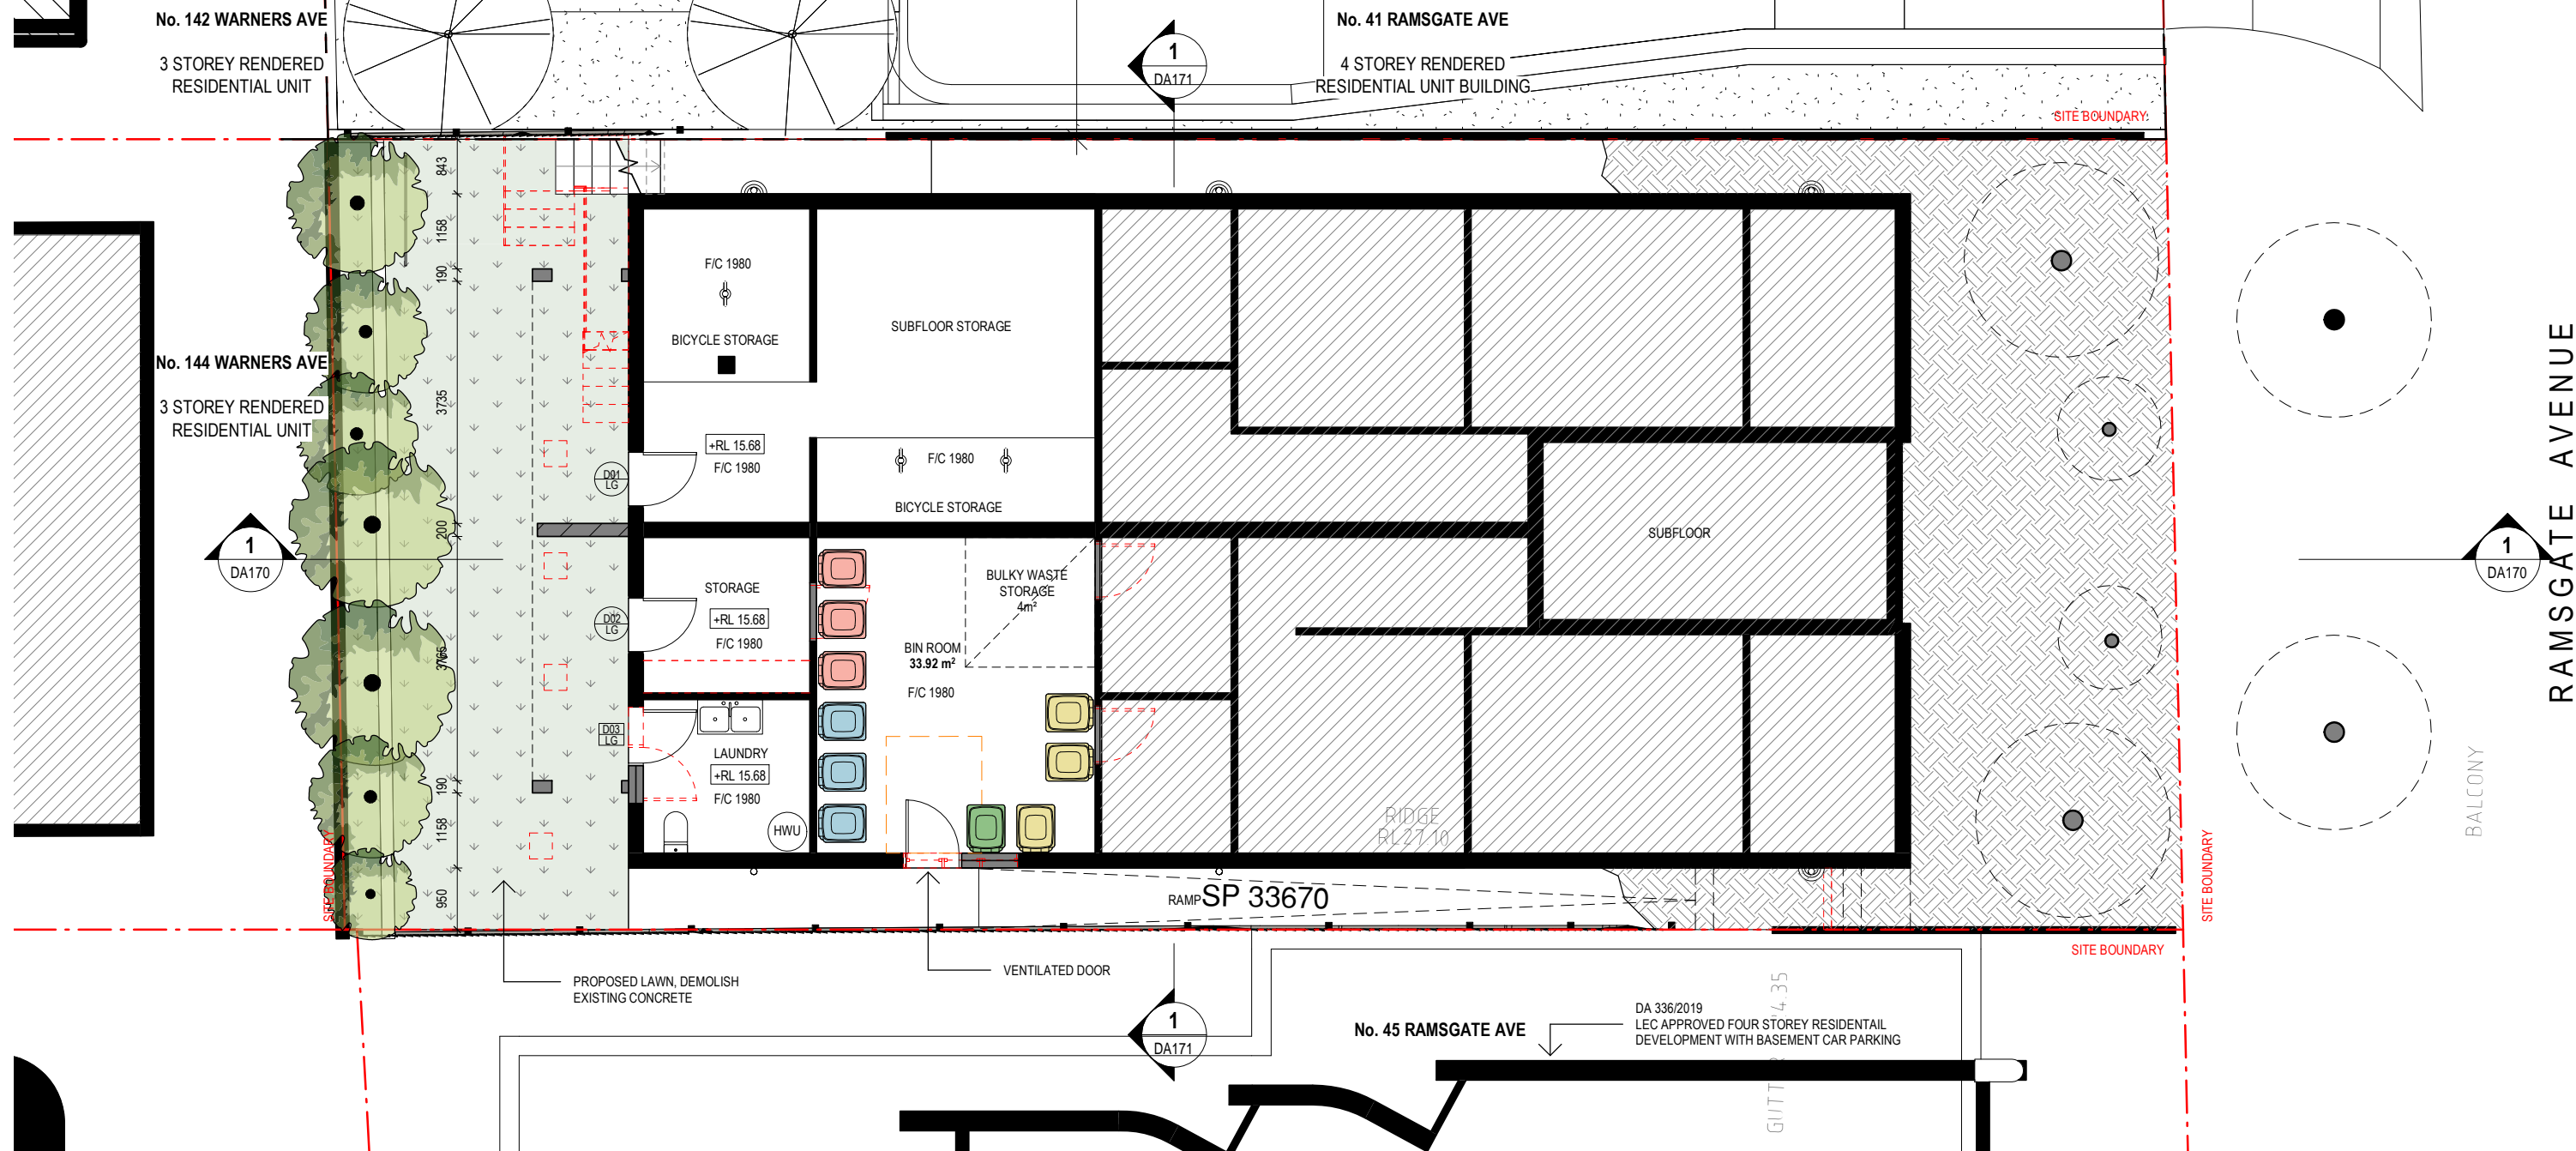 No. 142 WARNERS AVE
3 STOREY RENDERED
RESIDENTIAL UNIT
1
DA171
No. 41 RAMSGATE AVE
4 STOREY RENDERED
RESIDENTIAL UNIT BUILDING
SITE BOUNDARY
843
1158
190
3735
200
3765
190
1158
950
No. 144 WARNERS AVE
3 STOREY RENDERED
RESIDENTIAL UNIT
F/C 1980
BICYCLE STORAGE
SUBFLOOR STORAGE
+RL 15.68
F/C 1980
F/C 1980
BICYCLE STORAGE
D01
LG
1
DA170
SUBFLOOR
1
DA170
RAMSGATE AVENUE
STORAGE
+RL 15.68
F/C 1980
D02
LG
BULKY WASTE
STORAGE
4m²
BIN ROOM
33.92 m²
F/C 1980
D03
LG
LAUNDRY
+RL 15.68
F/C 1980
HWU
RIDGE
RL27.10
BALCONY
SITE BOUNDARY
SITE BOUNDARY
RAMP
SP 33670
SITE BOUNDARY
PROPOSED LAWN, DEMOLISH
EXISTING CONCRETE
VENTILATED DOOR
1
DA171
No. 45 RAMSGATE AVE
DA 336/2019
LEC APPROVED FOUR STOREY RESIDENTAIL
DEVELOPMENT WITH BASEMENT CAR PARKING